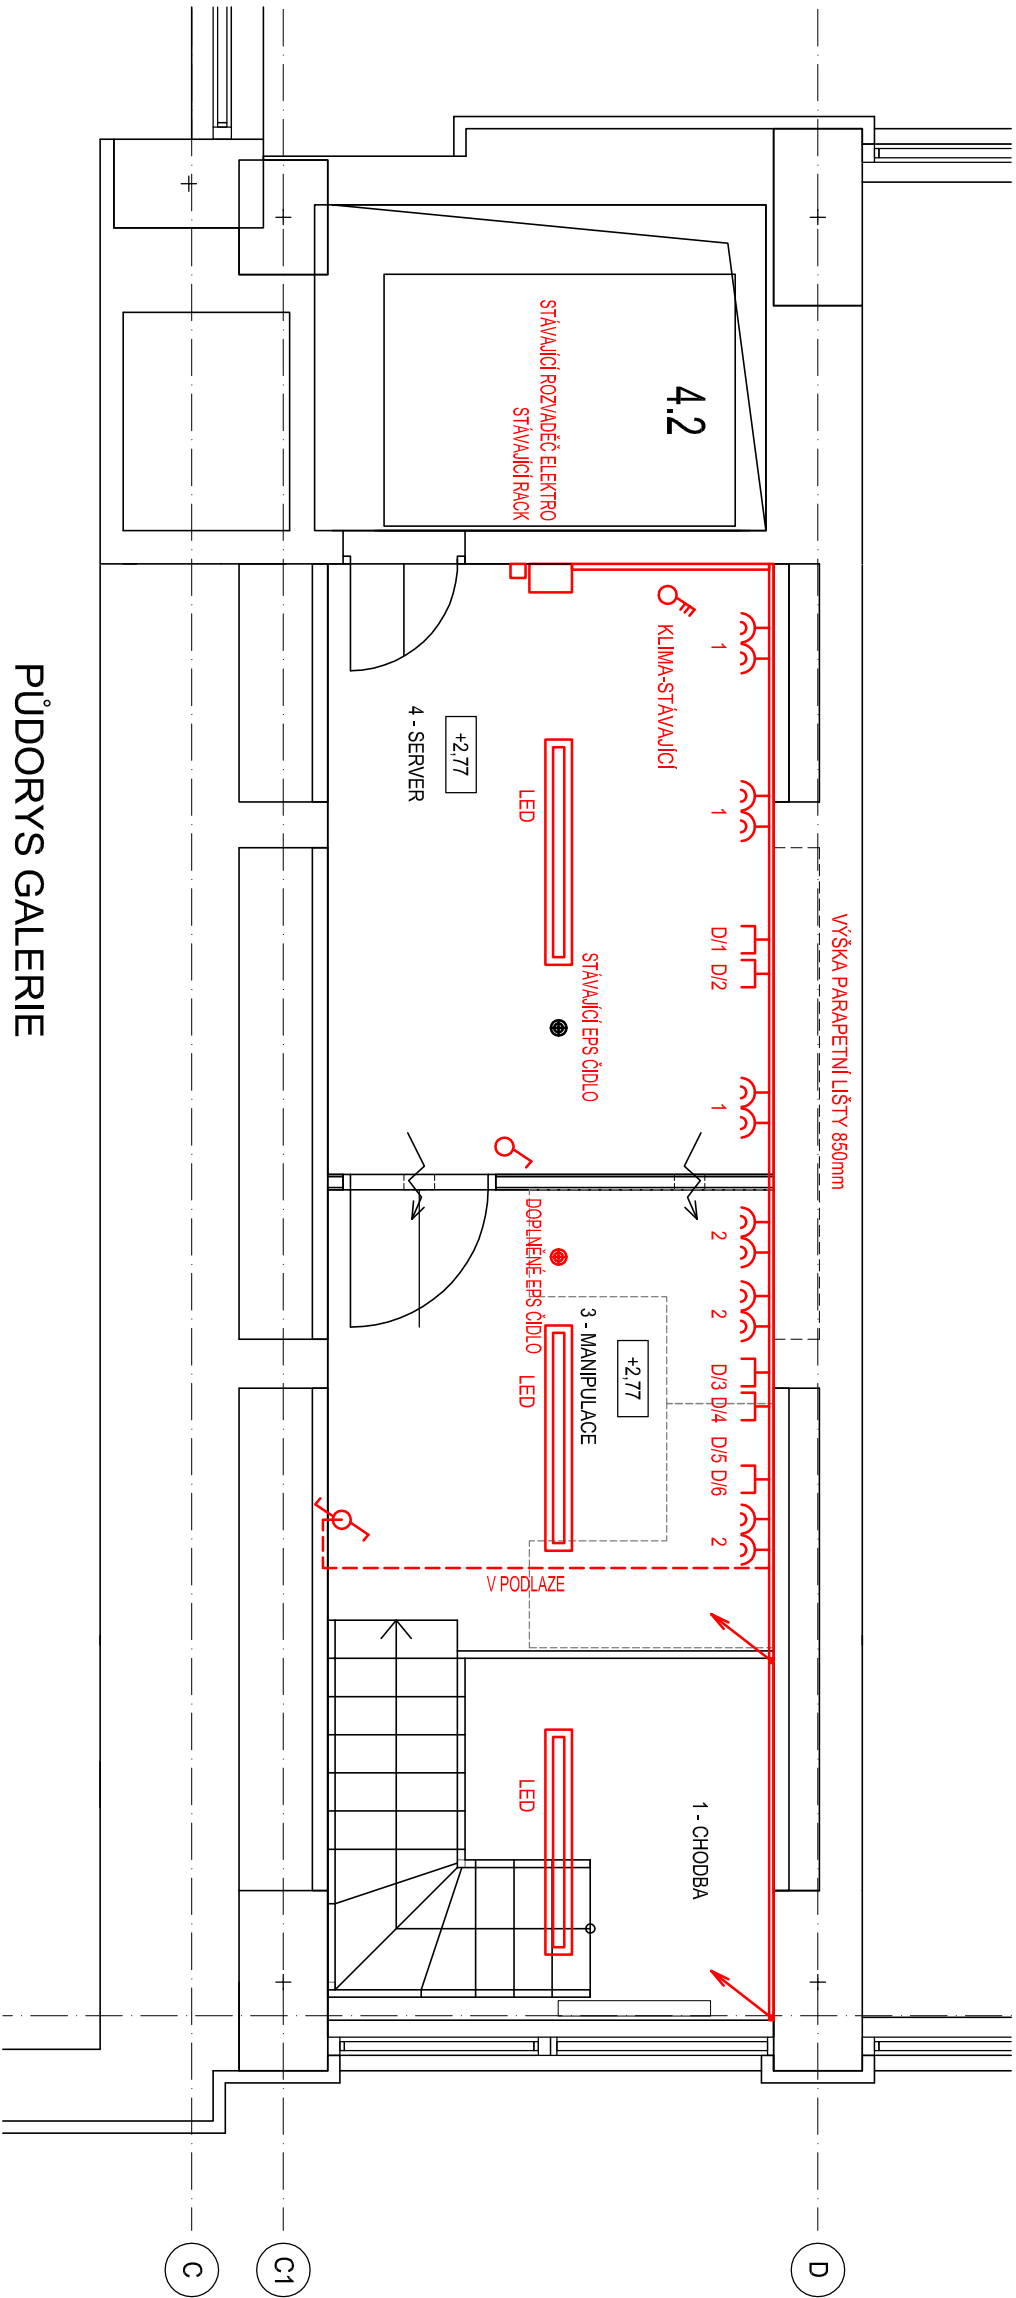 VÝŠKA PARAPETNÍ LIŠTY 850mm
D
1
1
D/1 D/2
1
2
2
D/3 D/4
D/5 D/6
2
4.2
1 - CHODBA
KLIMA-STÁVAJÍCÍ
+2,77
3 - MANIPULACE
STÁVAJÍCÍ EPS ČIDLO
STÁVAJÍCÍ ROZVADĚČ ELEKTRO
STÁVAJÍCÍ RACK
LED
DOPLNĚNÉ EPS ČIDLO
LED
V PODLAZE
LED
+2,77
4 - SERVER
C1
C
PŮDORYS GALERIE